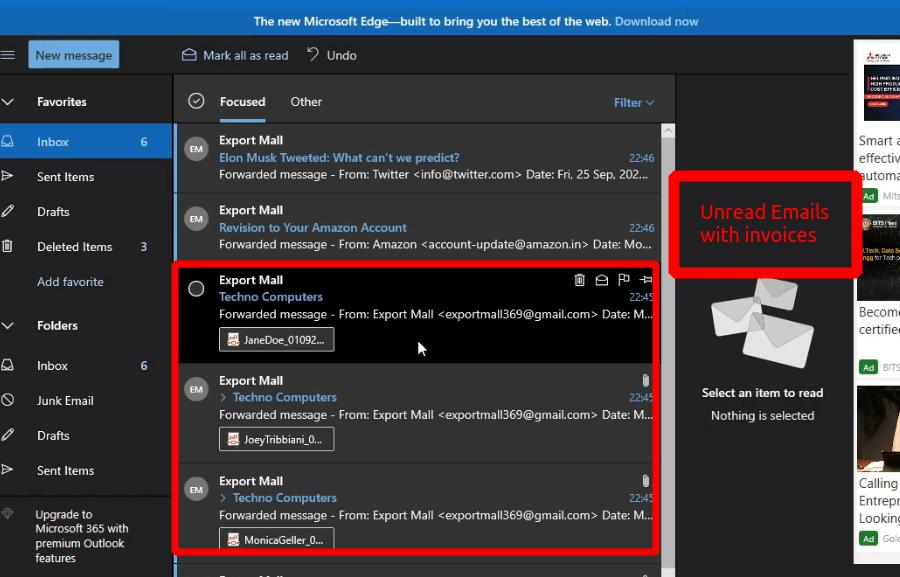 The new Microsoft Edge—built to bring you the best of the web. Download now
New message
Mark all as read
Undo
Favorites
Inbox 6
Sent Items
Drafts
Deleted Items 3
Add favorite
Folders
Inbox 6
Junk Email
Drafts
Sent Items
Upgrade to
Microsoft 365 with
premium Outlook
features
Focused
Other
Filter
EM
Export Mall
Elon Musk Tweeted: What can't we predict? 22:46
Forwarded message - From: Twitter <info@twitter.com> Date: Fri, 25 Sep, 202...
EM
Export Mall
Revision to Your Amazon Account 22:46
Forwarded message - From: Amazon <account-update@amazon.in> Date: Mo...
Export Mall
Techno Computers 22:45
Forwarded message - From: Export Mall <exportmall369@gmail.com> Date: M...
JaneDoe_01092...
EM
Export Mall
> Techno Computers 22:45
Forwarded message - From: Export Mall <exportmall369@gmail.com> Date: M...
JoeyTribbiani_0...
EM
Export Mall
> Techno Computers 22:45
Forwarded message - From: Export Mall <exportmall369@gmail.com> Date: M...
MonicaGeller_0...
Unread Emails
with invoices
Select an item to read
Nothing is selected
Smart a
effectiv
automa
Ad Mits
Become
certifie
Ad BITS
Calling
Entrepr
Looking
Ad Gold